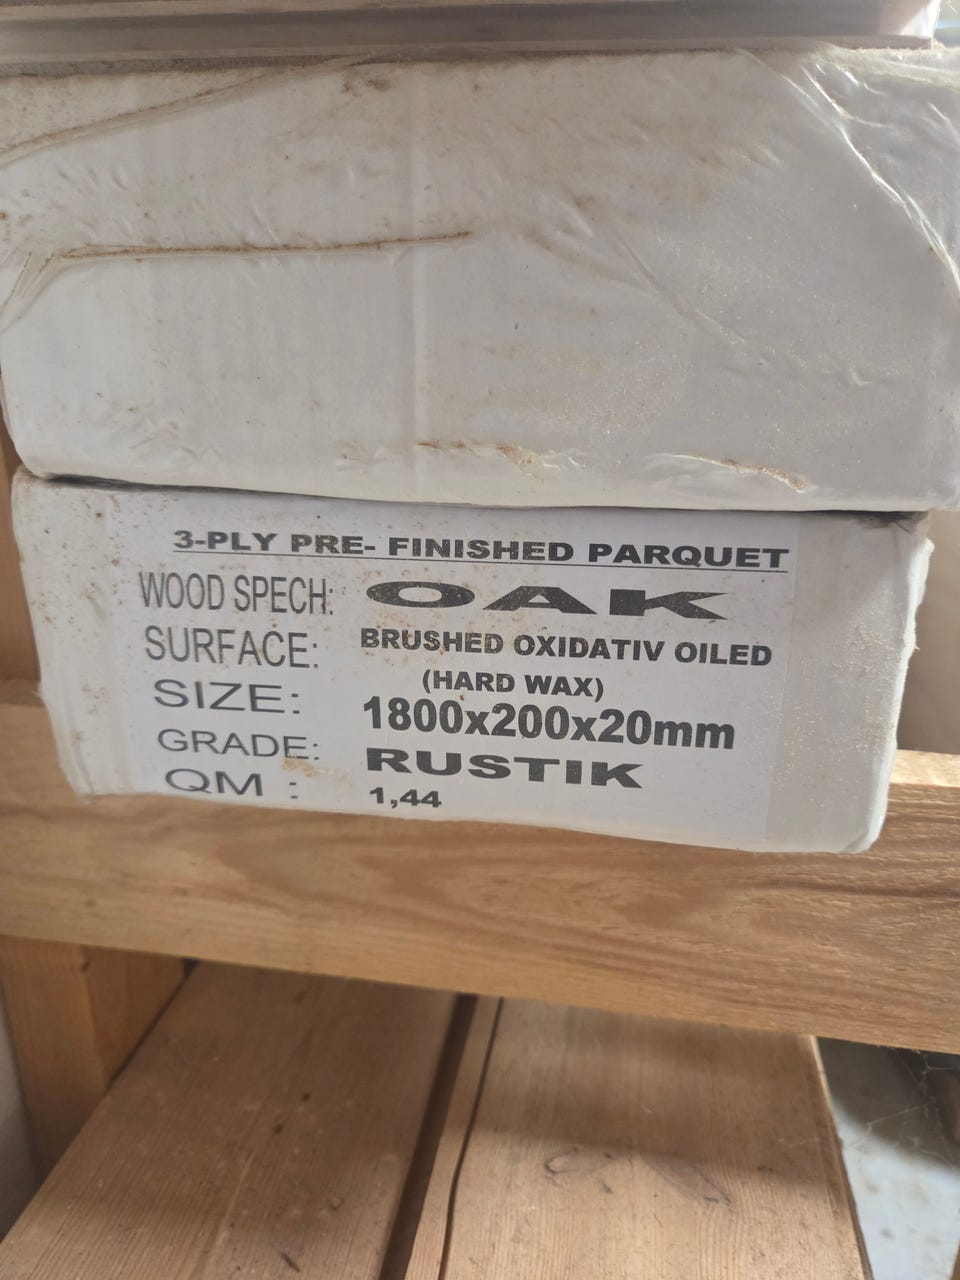 3-PLY PRE- FINISHED PARQUET
WOOD SPECH: OAK
SURFACE: BRUSHED OXIDATIV OILED
(HARD WAX)
SIZE: 1800x200x20mm
GRADE: RUSTIK
QM : 1,44